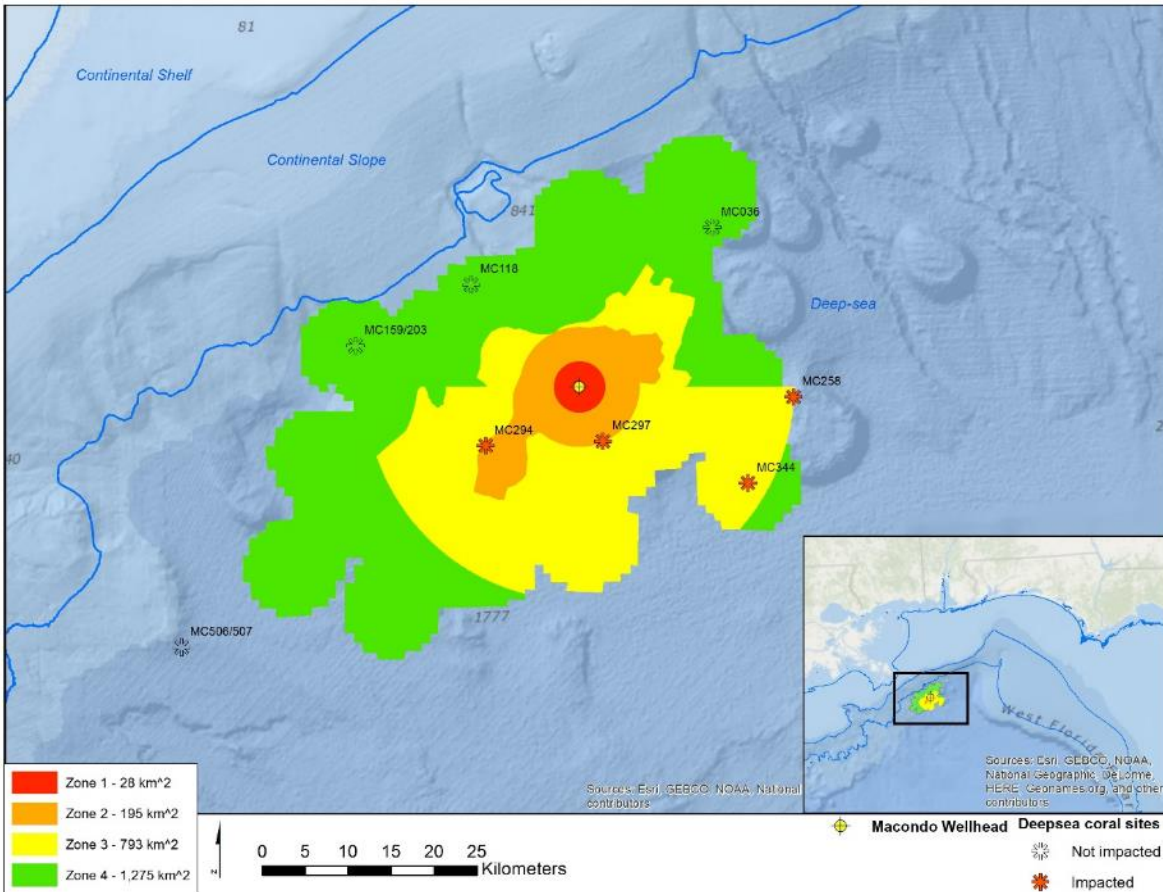 81
Continental Shelf
Continental Slope
841
MC036
MC118
Deep-sea
MC159/203
MC258
MC294
MC297
MC344
40
2
1777
MC506/507
West Florida
Sources: Esri, GEBCO, NOAA, National
contributors
Sources: Esri, GEBCO, NOAA,
National Geographic, DeLorme,
HERE, Geonames.org, and other
contributors
Zone 1 - 28 km^2
Zone 2 - 195 km^2
Zone 3 - 793 km^2
Zone 4 - 1,275 km^2
N
0 5 10 15 20 25
Kilometers
Macondo Wellhead
Deepsea coral sites
Not impacted
Impacted